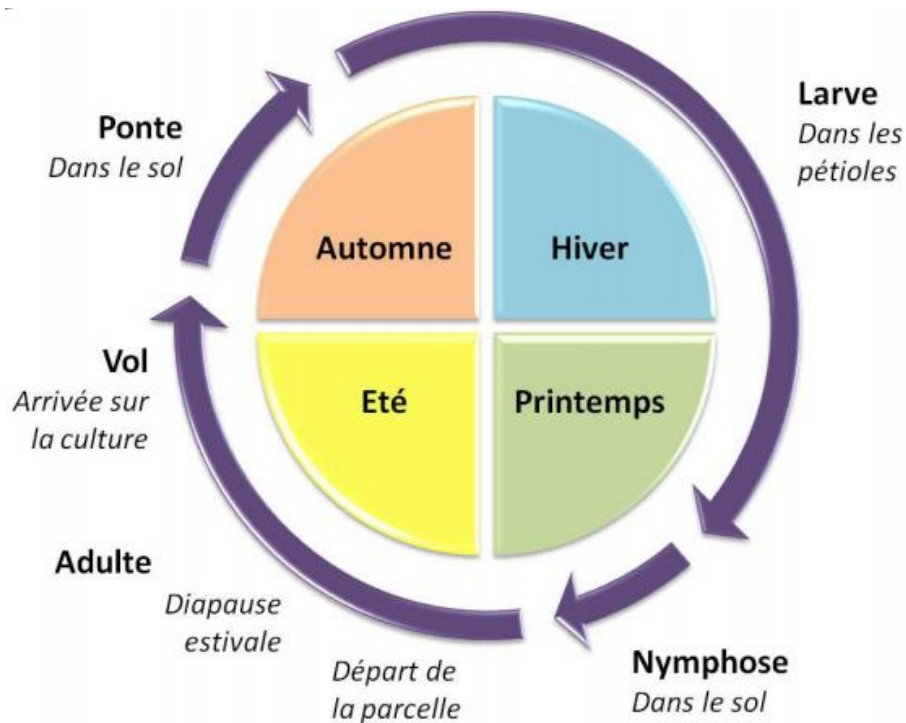 Ponte
Dans le sol
Larve
Dans les
pétioles
Automne
Hiver
Vol
Arrivée sur
la culture
Eté
Printemps
Adulte
Diapause
estivale
Départ de
la parcelle
Nymphose
Dans le sol